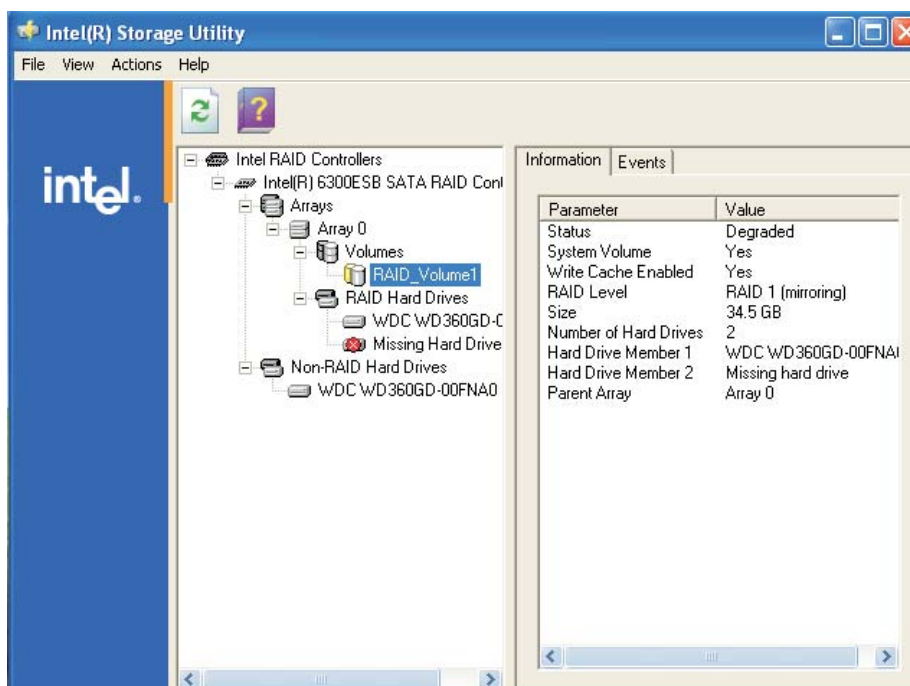 Intel(R) Storage Utility
File View Actions Help
intel.
Intel RAID Controllers
Intel(R) 6300ESB SATA RAID Con
Arrays
Array 0
Volumes
RAID_Volume1
RAID Hard Drives
WDC WD360GD-0
Missing Hard Drive
Non-RAID Hard Drives
WDC WD360GD-00FNA0
Information Events
Parameter Value
Status Degraded
System Volume Yes
Write Cache Enabled Yes
RAID Level RAID 1 (mirroring)
Size 34.5 GB
Number of Hard Drives 2
Hard Drive Member 1 WDC WD360GD-00FNA
Hard Drive Member 2 Missing hard drive
Parent Array Array 0